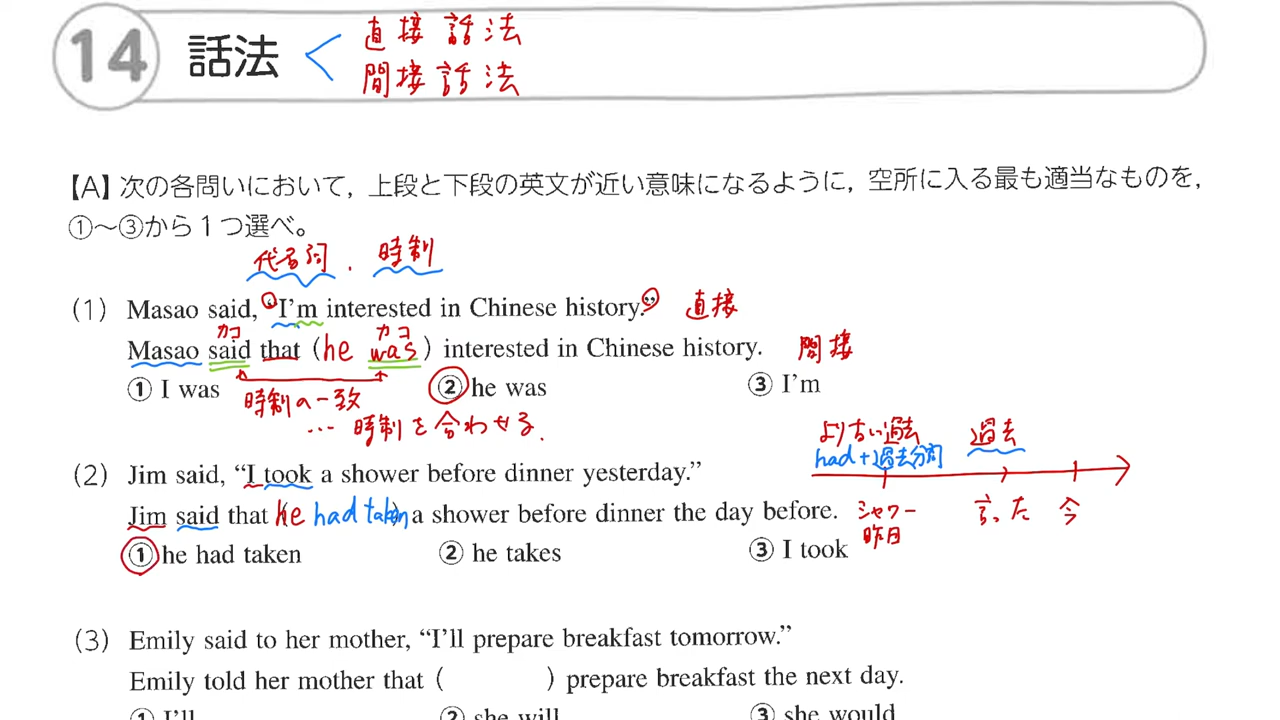 14 話法 < 直接話法
間接話法
【A】次の各問いにおいて，上段と下段の英文が近い意味になるように，空所に入る最も適当なものを，
①〜③から１つ選べ。
代名詞．時制
(1) Masao said, “I’m interested in Chinese history.” 直接
カコ カコ
Masao said that (he was) interested in Chinese history. 間接
① I was ② he was ③ I’m
時制の一致
… 時制を合わせる．
より古い過去 過去
had+過去分詞
(2) Jim said, “I took a shower before dinner yesterday.”
Jim said that (he had taken) a shower before dinner the day before.
シャワー 言った 今
昨日
① he had taken ② he takes ③ I took
(3) Emily said to her mother, “I’ll prepare breakfast tomorrow.”
Emily told her mother that ( ) prepare breakfast the next day.
① I’ll ② she will ③ she would